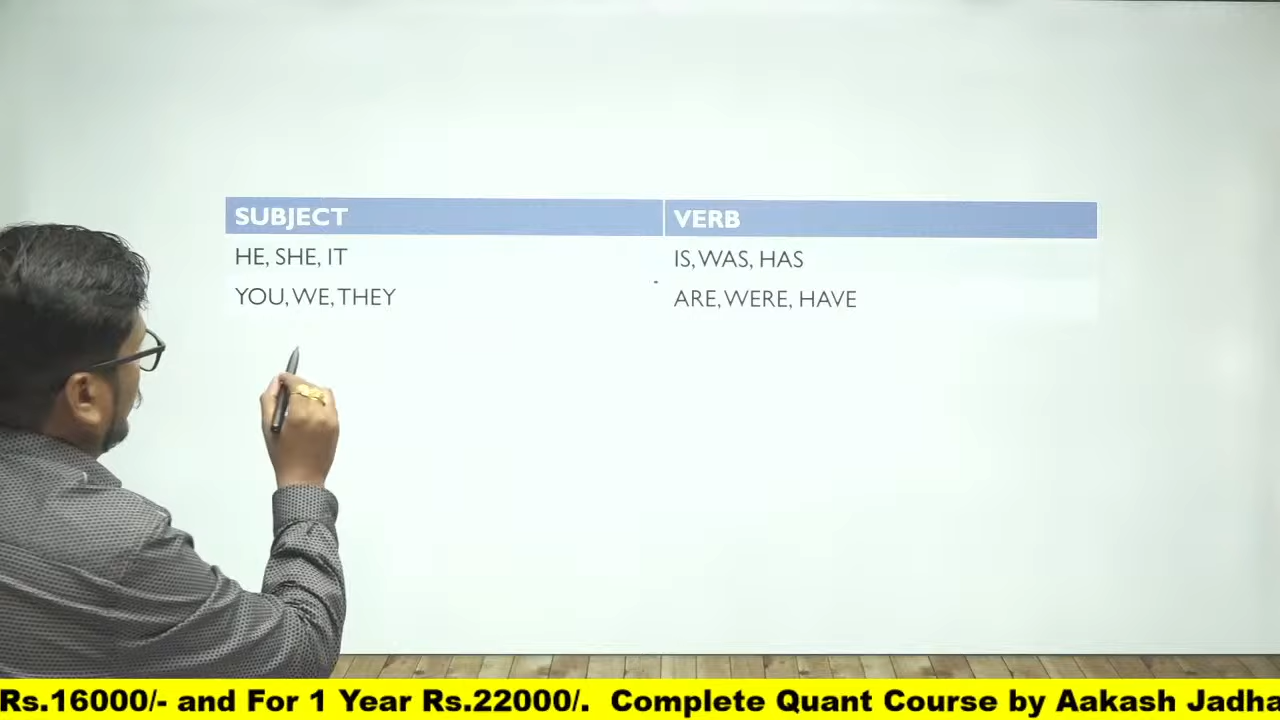 SUBJECT VERB
HE, SHE, IT IS, WAS, HAS
YOU, WE, THEY ARE, WERE, HAVE
Rs.16000/- and For 1 Year Rs.22000/. Complete Quant Course by Aakash Jadha